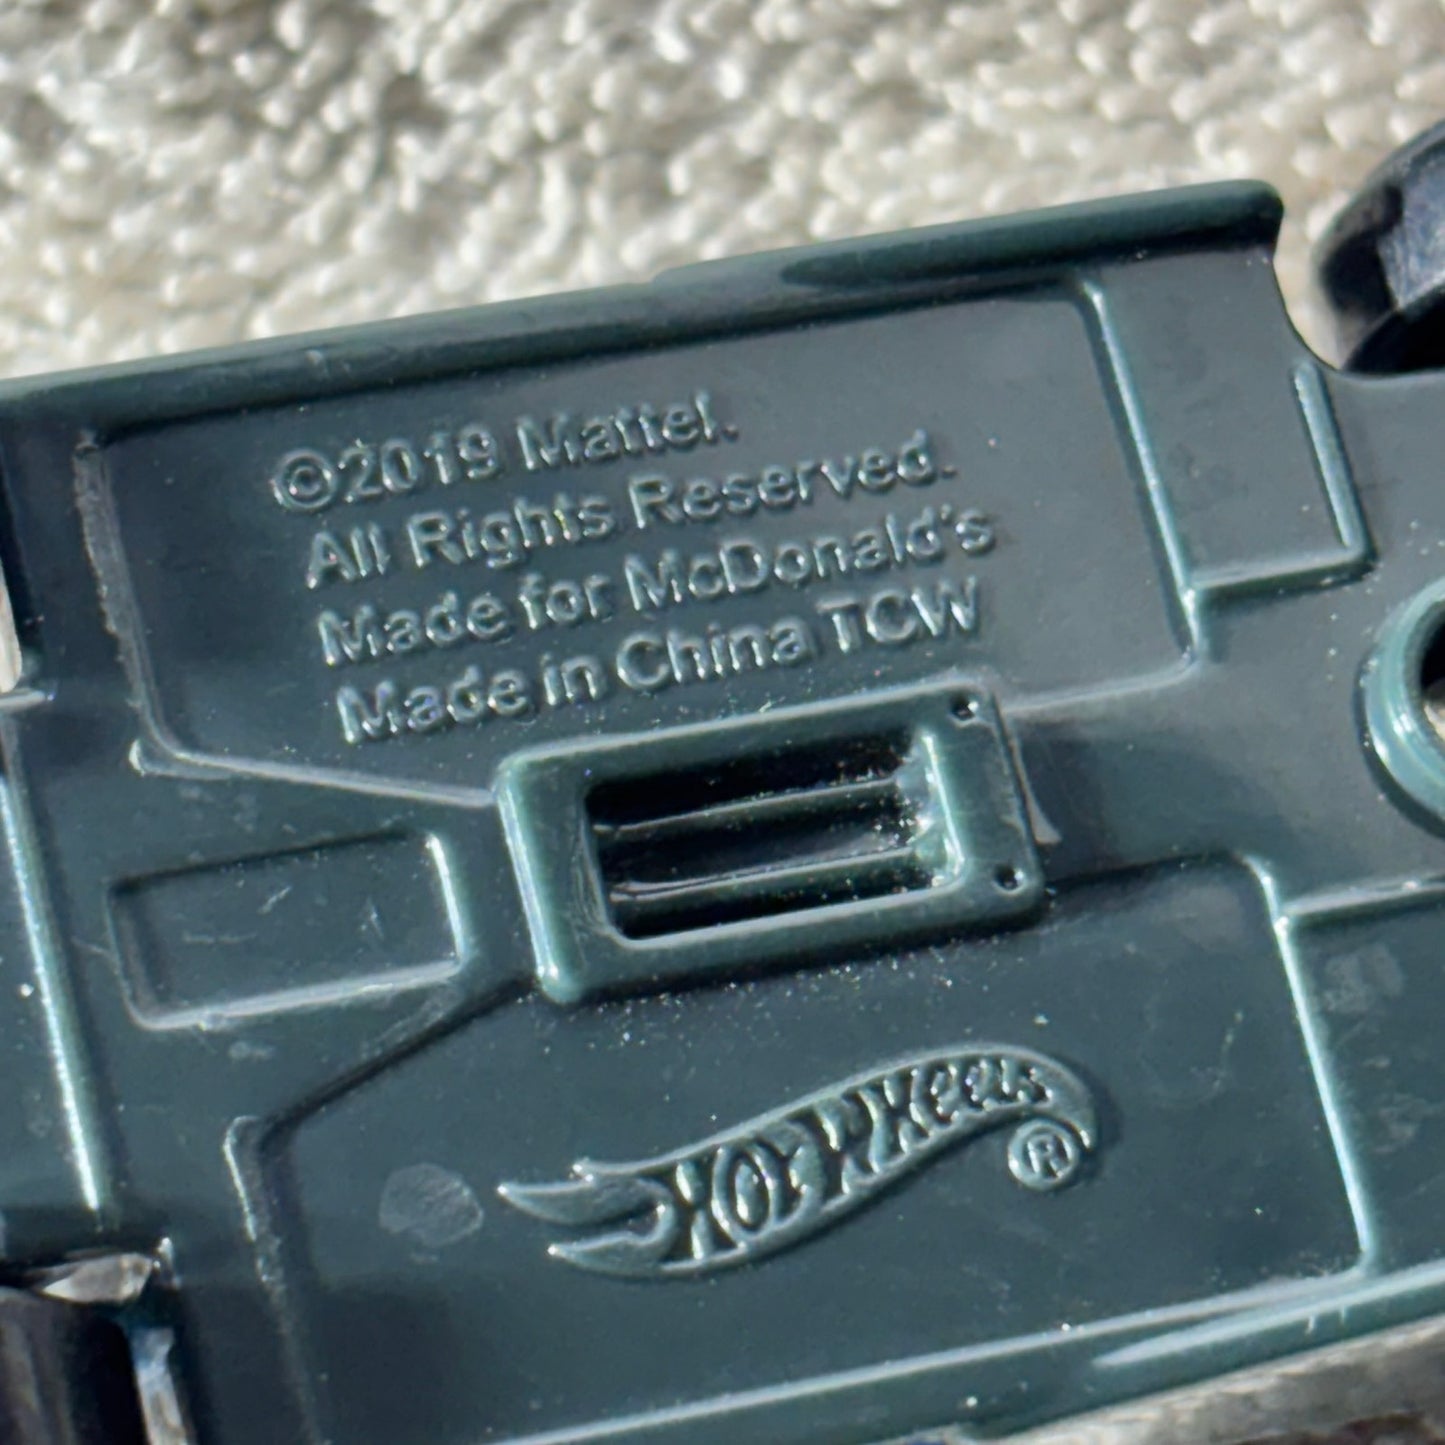 ©2019 Mattel.
All Rights Reserved.
Made for McDonald's
Made in China TCW
Hot Wheels ®